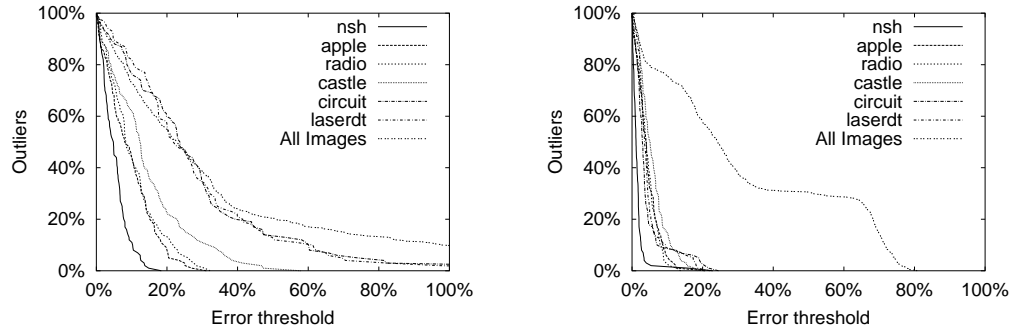 100%
80%
60%
40%
20%
0%
Outliers
nsh
apple
radio
castle
circuit
laserdt
All Images
0% 20% 40% 60% 80% 100%
Error threshold
100%
80%
60%
40%
20%
0%
Outliers
nsh
apple
radio
castle
circuit
laserdt
All Images
0% 20% 40% 60% 80% 100%
Error threshold